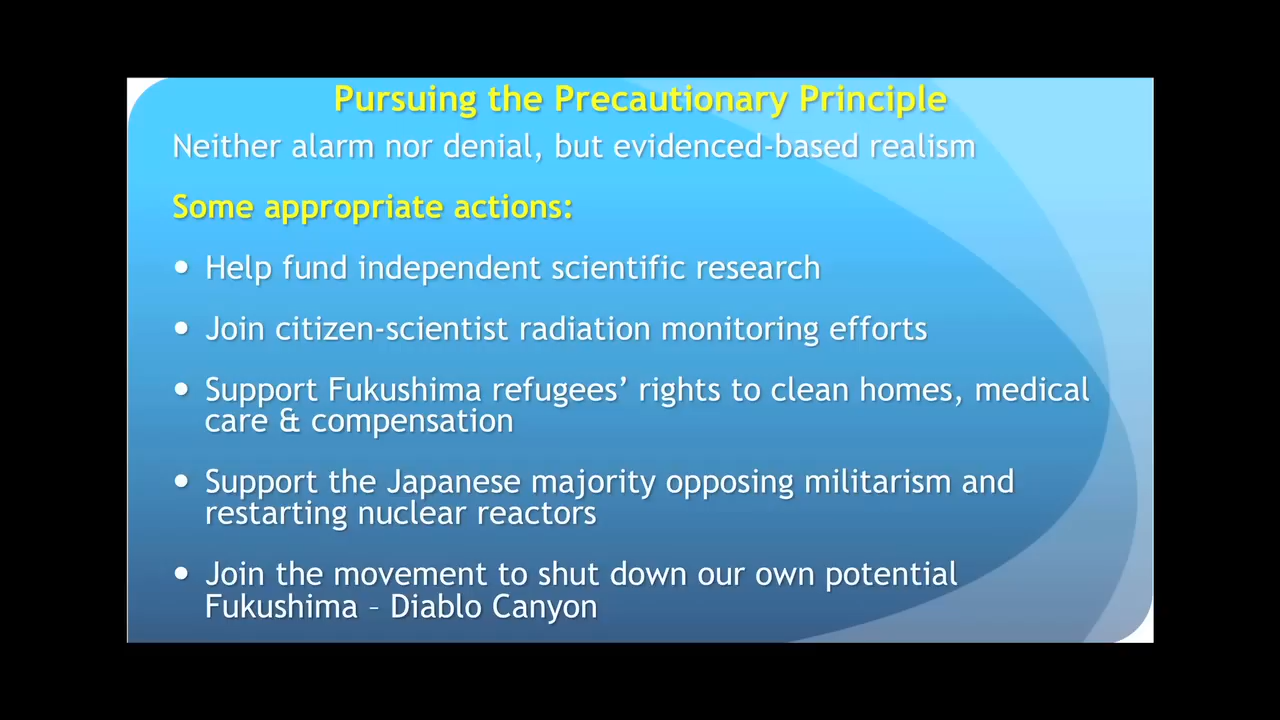 Pursuing the Precautionary Principle
Neither alarm nor denial, but evidenced-based realism
Some appropriate actions:
• Help fund independent scientific research
• Join citizen-scientist radiation monitoring efforts
• Support Fukushima refugees’ rights to clean homes, medical
care & compensation
• Support the Japanese majority opposing militarism and
restarting nuclear reactors
• Join the movement to shut down our own potential
Fukushima – Diablo Canyon